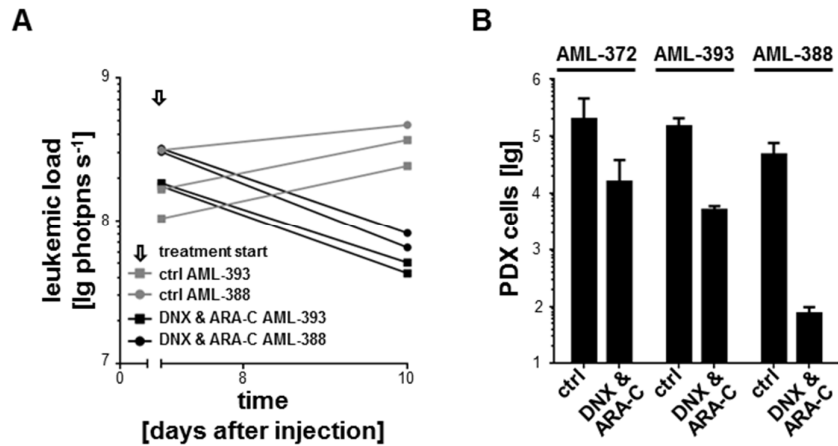 A
B
AML-372 AML-393 AML-388
leukemic load
[lg photpns s⁻¹]
9
8
7
treatment start
ctrl AML-393
ctrl AML-388
DNX & ARA-C AML-393
DNX & ARA-C AML-388
0 8 10
time
[days after injection]
PDX cells [lg]
6
5
4
3
2
1
ctrl
DNX &
ARA-C
ctrl
DNX &
ARA-C
ctrl
DNX &
ARA-C